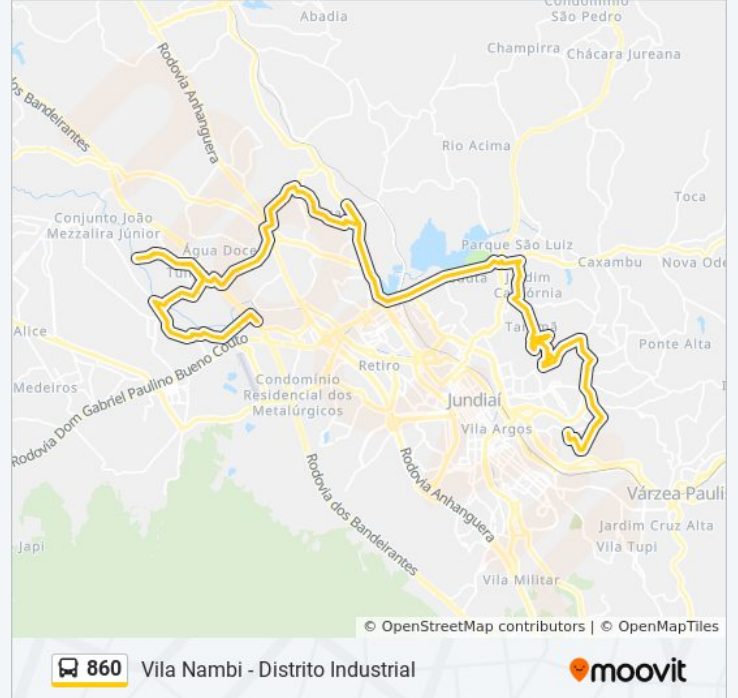 Condomínio
São Pedro
Abadia
Champirra
Chácara Jureana
Rodovia Anhanguera
dos Bandeirantes
Rio Acima
Toca
Conjunto João
Mezzalira Júnior
Água Doce
Parque São Luiz
Caxambu
Nova Ode
Jardim
Califórnia
Alice
Ponte Alta
Retiro
Medeiros
Condomínio
Residencial dos
Metalúrgicos
Rodovia Dom Gabriel Paulino Bueno Couto
Jundiaí
Vila Argos
Rodovia dos Bandeirantes
Rodovia Anhanguera
Várzea Pauli
Jardim Cruz Alta
Vila Tupi
Japi
Vila Militar
© OpenStreetMap contributors | © OpenMapTiles
860 Vila Nambi - Distrito Industrial
moovit